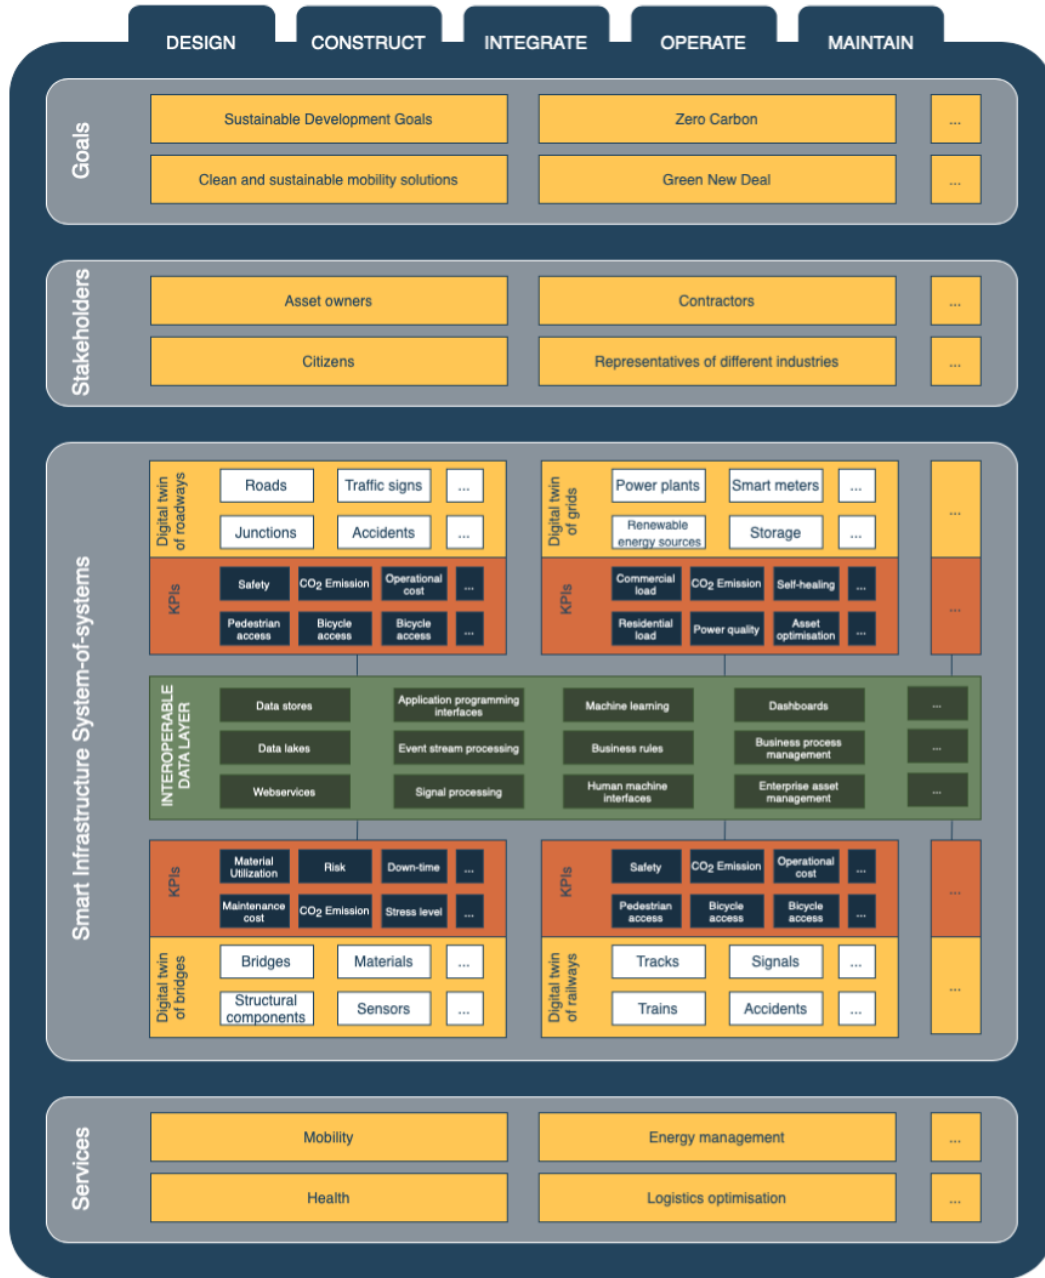 DESIGN
CONSTRUCT
INTEGRATE
OPERATE
MAINTAIN
Goals
Sustainable Development Goals
Zero Carbon
...
Clean and sustainable mobility solutions
Green New Deal
...
Stakeholders
Asset owners
Contractors
...
Citizens
Representatives of different industries
...
Smart Infrastructure System-of-systems
Digital twin
of roadways
Roads
Traffic signs
...
Junctions
Accidents
...
KPIs
Safety
CO2 Emission
Operational
cost
...
Pedestrian
access
Bicycle
access
Bicycle
access
...
Digital twin
of grids
Power plants
Smart meters
...
Renewable
energy sources
Storage
...
KPIs
Commercial
load
CO2 Emission
Self-healing
...
Residential
load
Power quality
Asset
optimisation
...
...
...
INTEROPERABLE
DATA LAYER
Data stores
Application programming
interfaces
Machine learning
Dashboards
...
Data lakes
Event stream processing
Business rules
Business process
management
...
Webservices
Signal processing
Human machine
interfaces
Enterprise asset
management
...
KPIs
Material
Utilization
Risk
Down-time
...
Maintenance
cost
CO2 Emission
Stress level
...
Digital twin
of bridges
Bridges
Materials
...
Structural
components
Sensors
...
KPIs
Safety
CO2 Emission
Operational
cost
...
Pedestrian
access
Bicycle
access
Bicycle
access
...
Digital twin
of railways
Tracks
Signals
...
Trains
Accidents
...
...
...
Services
Mobility
Energy management
...
Health
Logistics optimisation
...